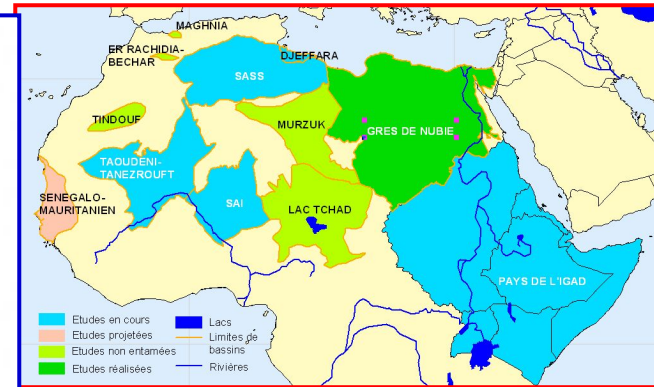 MAGHNIA
ER RACHIDIA-
BECHAR
DJEFFARA
SASS
TINDOUF
MURZUK
GRES DE NUBIE
TAOUDENI-
TANEZROUFT
SENEGALO-
MAURITANIEN
SAI
LAC TCHAD
PAYS DE L'IGAD
Etudes en cours
Etudes projetées
Etudes non entamées
Etudes réalisées
Lacs
Limites de
bassins
Rivières